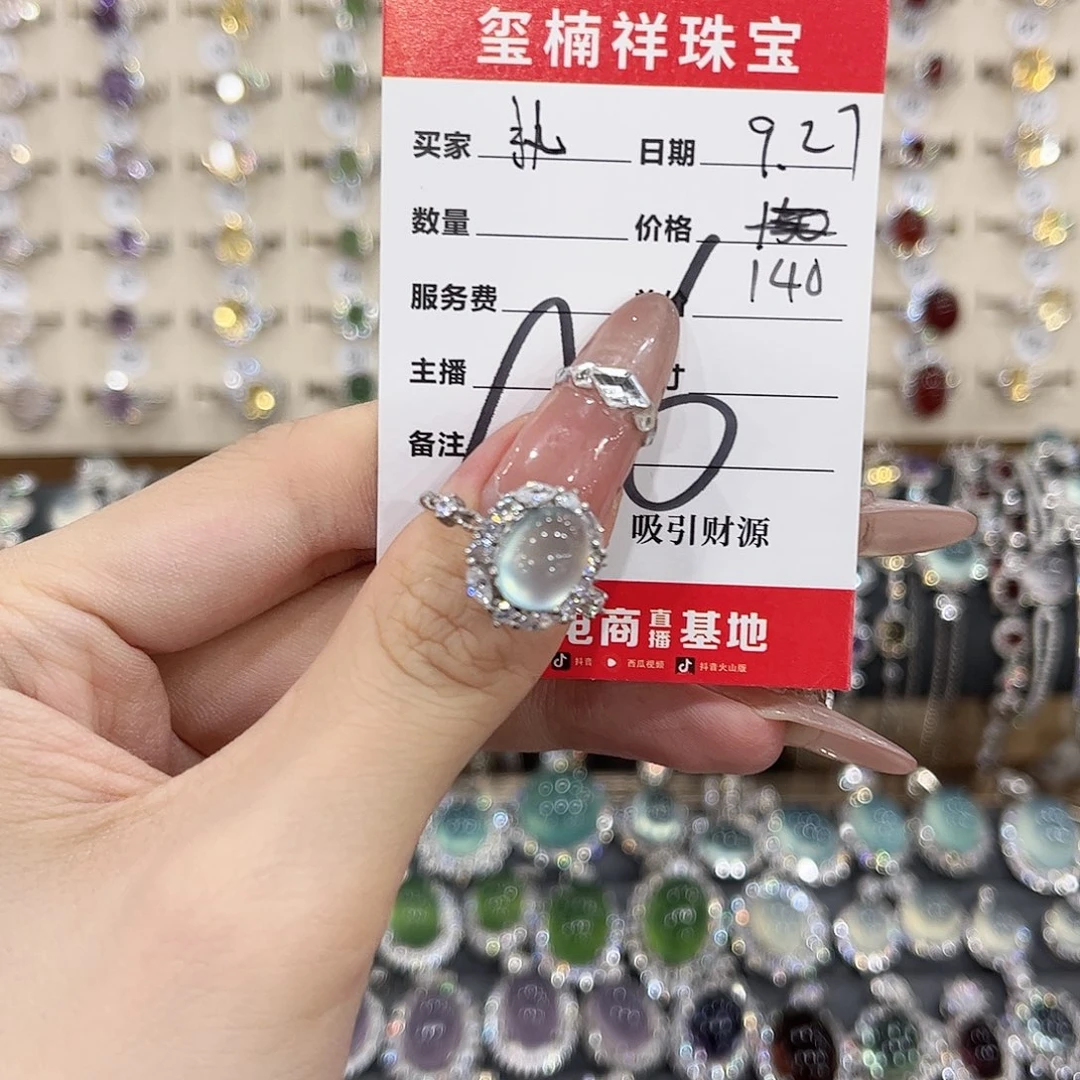 玺楠祥珠宝
买家 孔 日期 9.27
数量 价格
服务费 140
主播
备注
吸引财源
电商直播基地
抖音 西瓜视频 抖音火山版